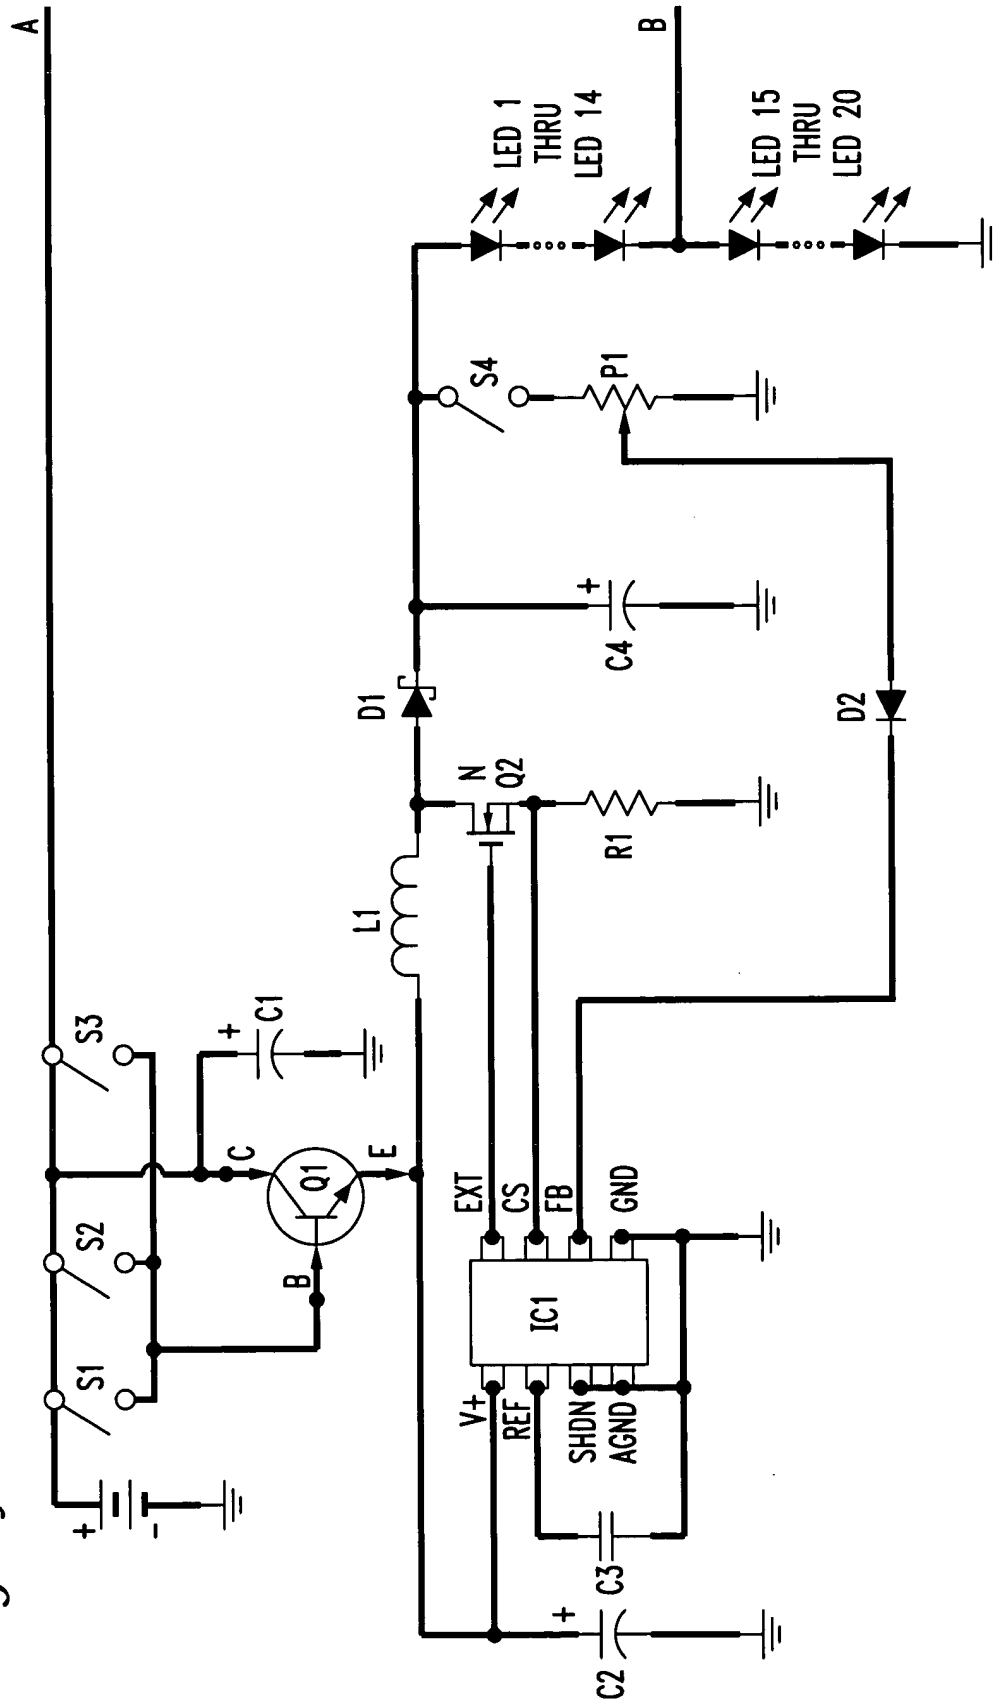 A
+
-
S1
S2
S3
B
C
E
Q1
+
C1
L1
D1
N
Q2
R1
+
C4
S4
P1
LED 1
THRU
LED 14
B
LED 15
THRU
LED 20
D2
V+
REF
SHDN
AGND
IC1
EXT
CS
FB
GND
C3
+
C2